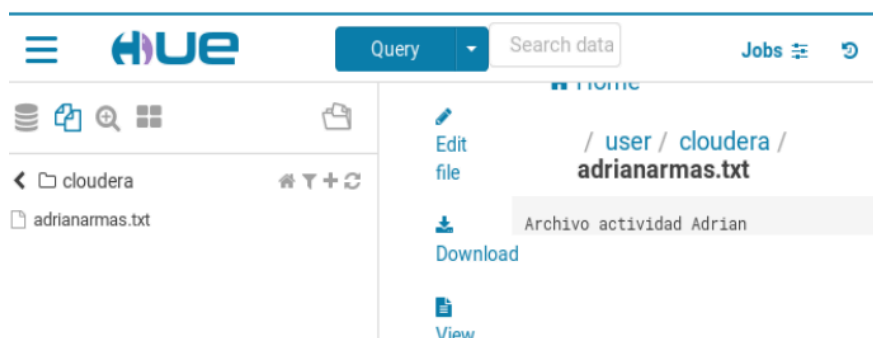 HUE
Query
Search data
Jobs
Home
cloudera
adrianarmas.txt
Edit
file
Download
View
/ user / cloudera /
adrianarmas.txt
Archivo actividad Adrian